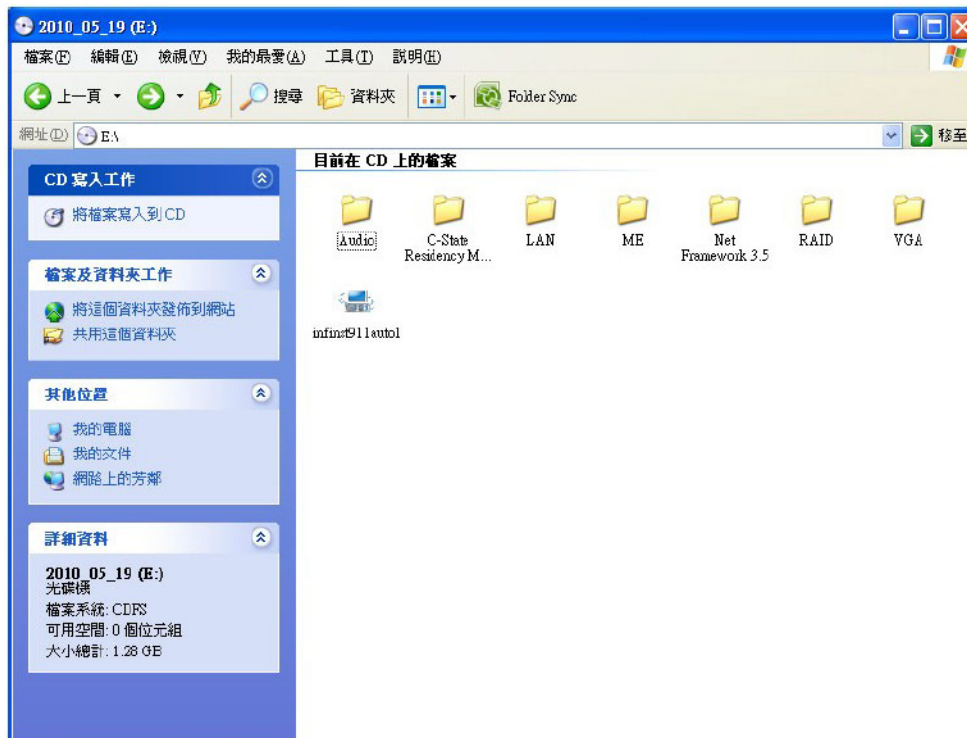 2010_05_19 (E:)
檔案(F) 編輯(E) 檢視(V) 我的最愛(A) 工具(T) 說明(H)
上一頁 搜尋 資料夾 Folder Sync
網址(D) E:\ 移至
CD 寫入工作
將檔案寫入到 CD
檔案及資料夾工作
將這個資料夾發佈到網站
共用這個資料夾
其他位置
我的電腦
我的文件
網路上的芳鄰
詳細資料
2010_05_19 (E:)
光碟機
檔案系統: CDFS
可用空間: 0 個位元組
大小總計: 1.28 GB
目前在 CD 上的檔案
Audio
C-State
Residency M...
LAN
ME
Net
Framework 3.5
RAID
VGA
infinst911auto1